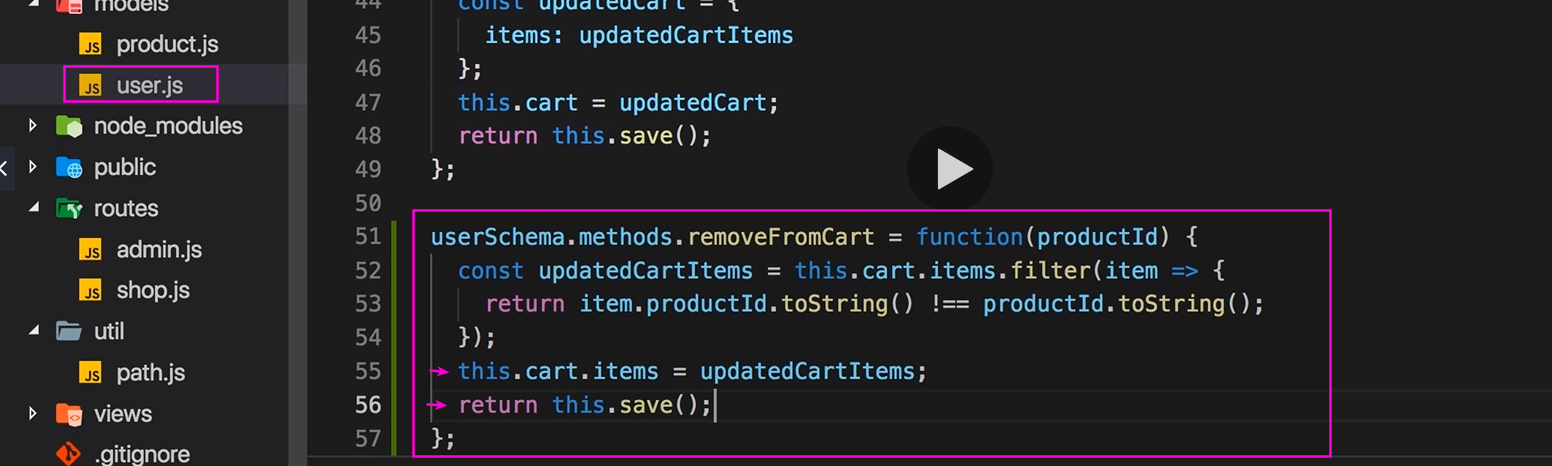 models
JS product.js
JS user.js
node_modules
public
routes
JS admin.js
JS shop.js
util
JS path.js
views
.gitignore
44 const updatedCart = {
45 items: updatedCartItems
46 };
47 this.cart = updatedCart;
48 return this.save();
49 };
50
51 userSchema.methods.removeFromCart = function(productId) {
52 const updatedCartItems = this.cart.items.filter(item => {
53 return item.productId.toString() !== productId.toString();
54 });
55 this.cart.items = updatedCartItems;
56 return this.save();
57 };